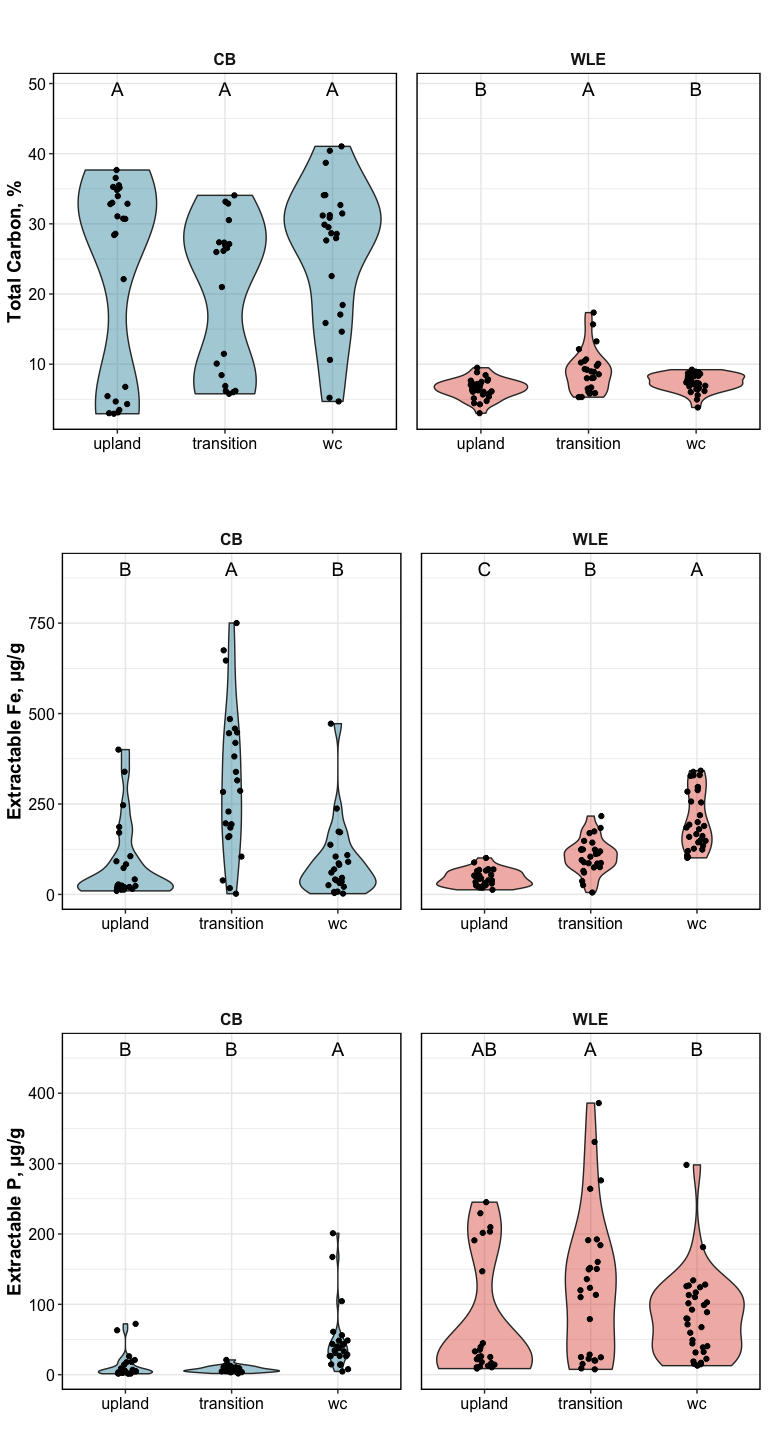 CB WLE
Total Carbon, %
50
40
30
20
10
A A A B A B
upland transition wc upland transition wc
CB WLE
Extractable Fe, μg/g
750
500
250
0
B A B C B A
upland transition wc upland transition wc
CB WLE
Extractable P, μg/g
400
300
200
100
0
B B A AB A B
upland transition wc upland transition wc